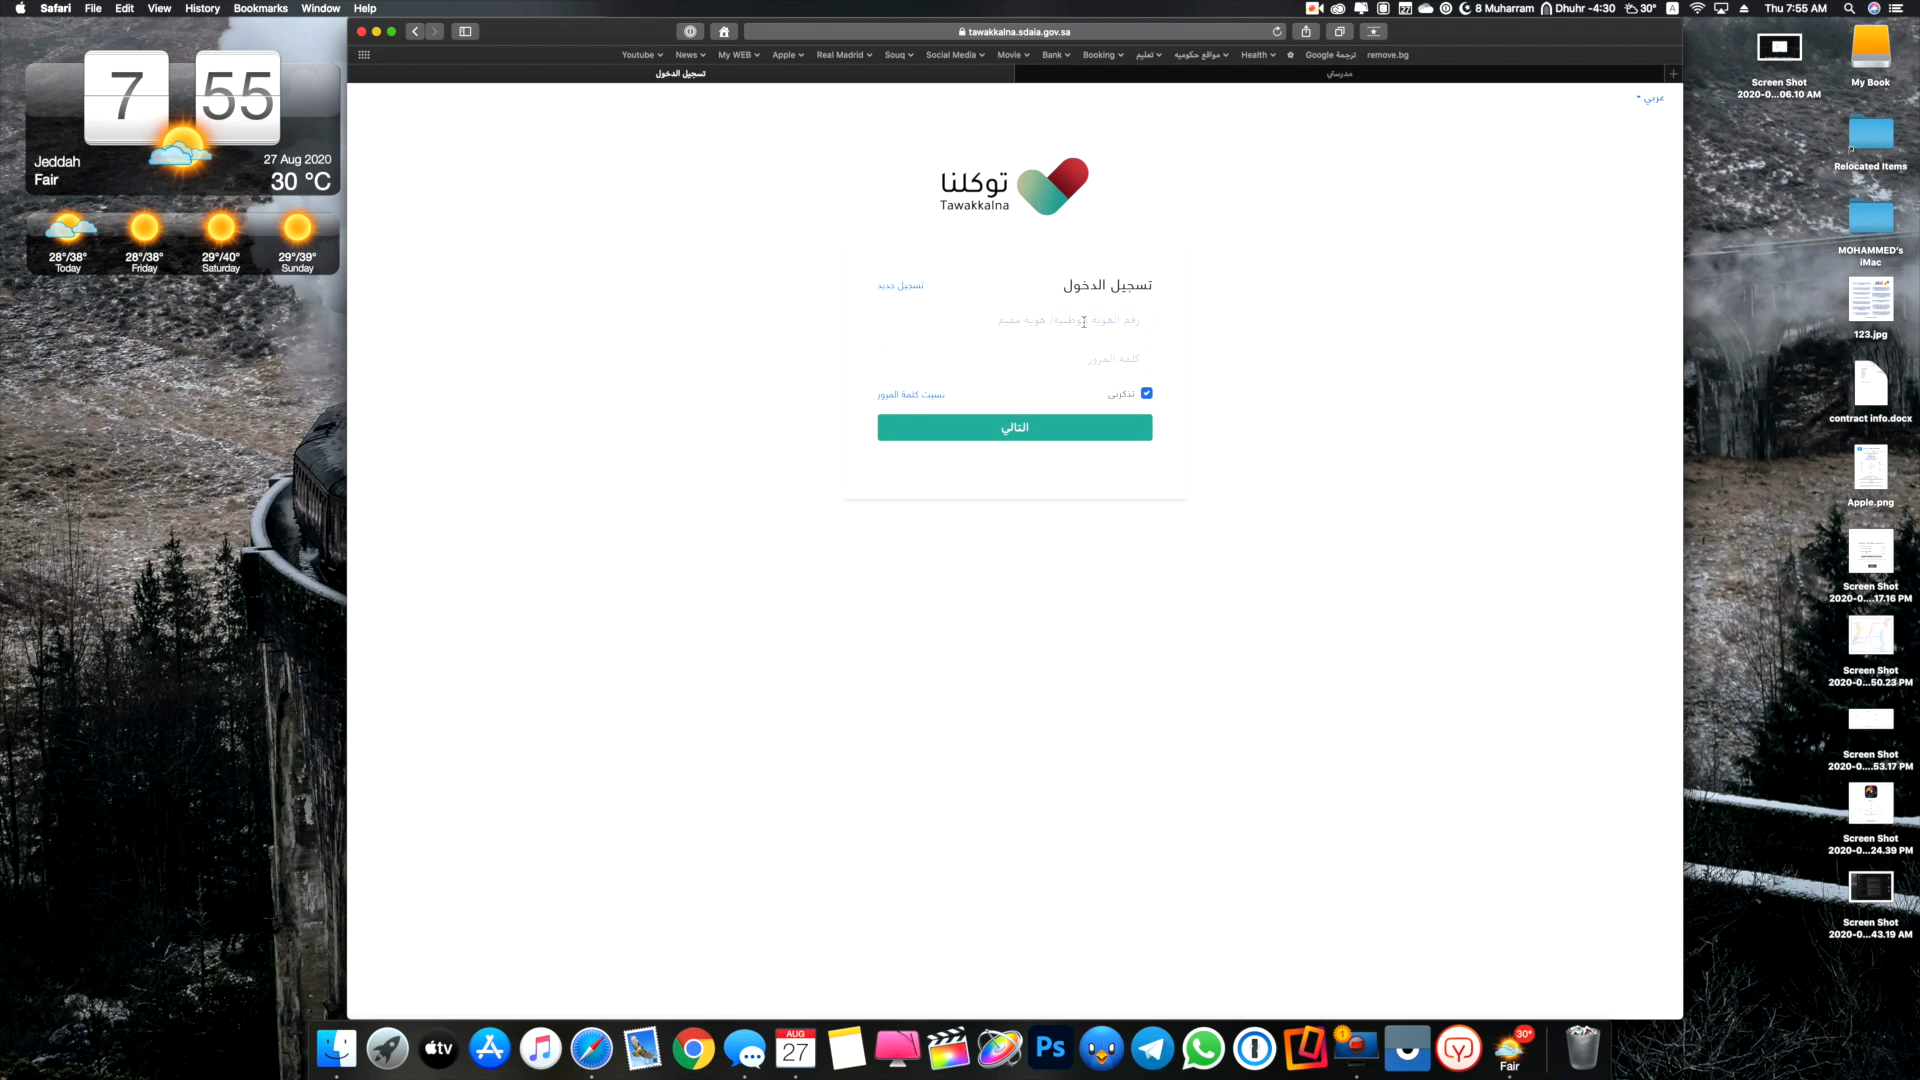 Safari File Edit View History Bookmarks Window Help
27 8 Muharram Dhuhr -4:30 30° A Thu 7:55 AM
tawakkalna.sdaia.gov.sa
Youtube News My WEB Apple Real Madrid Souq Social Media Movie Bank Booking تعليم مواقع حكوميه Health ترجمة Google remove.bg
تسجيل الدخول
مدرستي
عربي
توكلنا
Tawakkalna
تسجيل الدخول
تسجيل جديد
رقم الهوية الوطنية/ هوية مقيم
كلمة المرور
تذكرني
نسيت كلمة المرور
التالي
7 55
Jeddah
Fair
27 Aug 2020
30 °C
28°/38° 28°/38° 29°/40° 29°/39°
Today Friday Saturday Sunday
Screen Shot
2020-0...06.10 AM
My Book
Relocated Items
MOHAMMED's
iMac
123.jpg
contract info.docx
Apple.png
Screen Shot
2020-0....17.16 PM
Screen Shot
2020-0...50.23 PM
Screen Shot
2020-0....53.17 PM
Screen Shot
2020-0...24.39 PM
Screen Shot
2020-0...43.19 AM
tv
AUG
27
Ps
1
30°
Fair